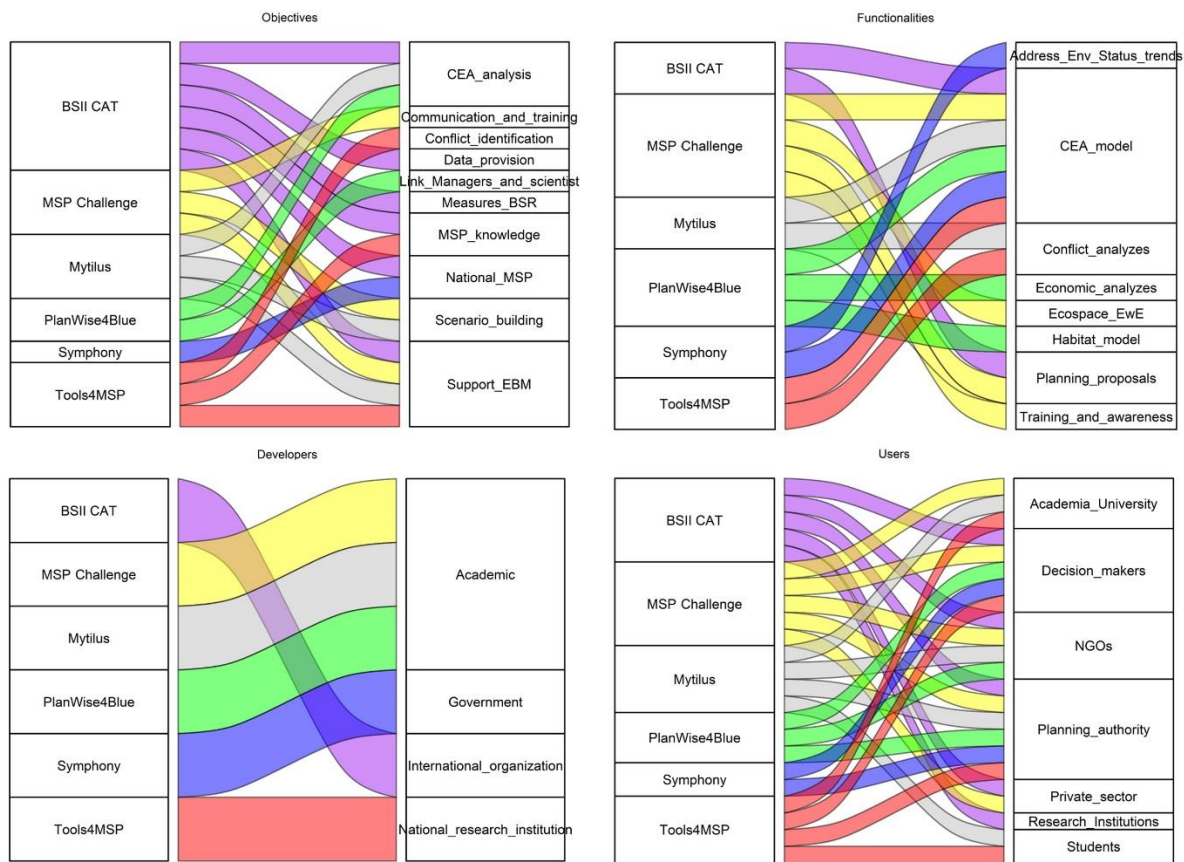 Objectives
BSII CAT
MSP Challenge
Mytilus
PlanWise4Blue
Symphony
Tools4MSP
CEA_analysis
Communication_and_training
Conflict_identification
Data_provision
Link_Managers_and_scientist
Measures_BSR
MSP_knowledge
National_MSP
Scenario_building
Support_EBM
Functionalities
BSII CAT
MSP Challenge
Mytilus
PlanWise4Blue
Symphony
Tools4MSP
Address_Env_Status_trends
CEA_model
Conflict_analyzes
Economic_analyzes
Ecospace_EwE
Habitat_model
Planning_proposals
Training_and_awareness
Developers
BSII CAT
MSP Challenge
Mytilus
PlanWise4Blue
Symphony
Tools4MSP
Academic
Government
International_organization
National_research_institution
Users
BSII CAT
MSP Challenge
Mytilus
PlanWise4Blue
Symphony
Tools4MSP
Academia_University
Decision_makers
NGOs
Planning_authority
Private_sector
Research_Institutions
Students